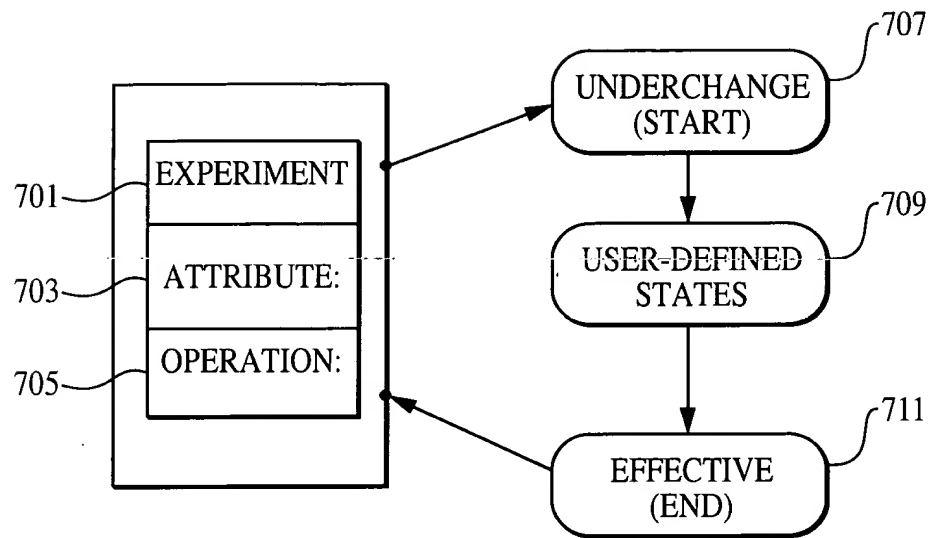 707
UNDERCHANGE
(START)
EXPERIMENT
701
709
USER-DEFINED
STATES
703
ATTRIBUTE:
OPERATION:
705
711
EFFECTIVE
(END)